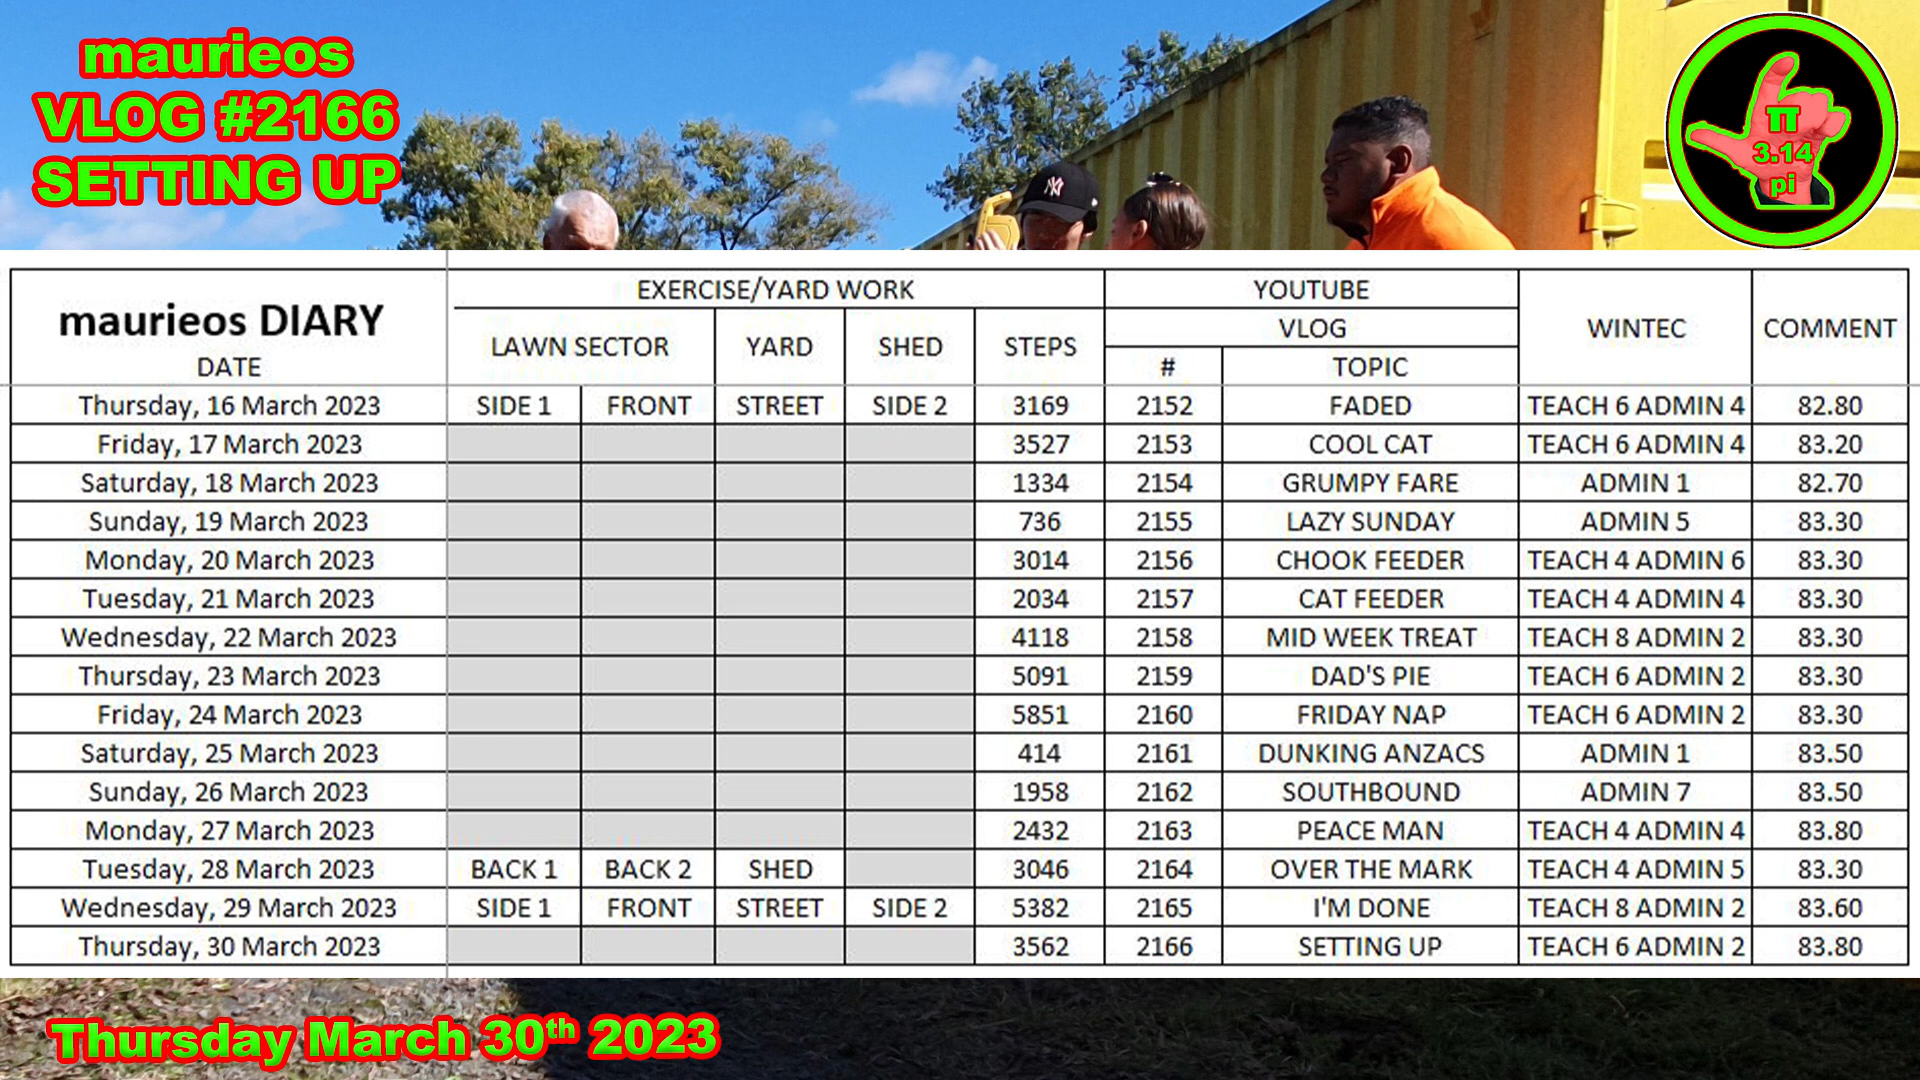 maurieos
VLOG #2166
SETTING UP
π
3.14
pi
NY
maurieos DIARY
DATE
EXERCISE/YARD WORK
YOUTUBE
WINTEC
COMMENT
LAWN SECTOR
YARD
SHED
STEPS
VLOG
#
TOPIC
Thursday, 16 March 2023 SIDE 1 FRONT STREET SIDE 2 3169 2152 FADED TEACH 6 ADMIN 4 82.80
Friday, 17 March 2023 3527 2153 COOL CAT TEACH 6 ADMIN 4 83.20
Saturday, 18 March 2023 1334 2154 GRUMPY FARE ADMIN 1 82.70
Sunday, 19 March 2023 736 2155 LAZY SUNDAY ADMIN 5 83.30
Monday, 20 March 2023 3014 2156 CHOOK FEEDER TEACH 4 ADMIN 6 83.30
Tuesday, 21 March 2023 2034 2157 CAT FEEDER TEACH 4 ADMIN 4 83.30
Wednesday, 22 March 2023 4118 2158 MID WEEK TREAT TEACH 8 ADMIN 2 83.30
Thursday, 23 March 2023 5091 2159 DAD'S PIE TEACH 6 ADMIN 2 83.30
Friday, 24 March 2023 5851 2160 FRIDAY NAP TEACH 6 ADMIN 2 83.30
Saturday, 25 March 2023 414 2161 DUNKING ANZACS ADMIN 1 83.50
Sunday, 26 March 2023 1958 2162 SOUTHBOUND ADMIN 7 83.50
Monday, 27 March 2023 2432 2163 PEACE MAN TEACH 4 ADMIN 4 83.80
Tuesday, 28 March 2023 BACK 1 BACK 2 SHED 3046 2164 OVER THE MARK TEACH 4 ADMIN 5 83.30
Wednesday, 29 March 2023 SIDE 1 FRONT STREET SIDE 2 5382 2165 I'M DONE TEACH 8 ADMIN 2 83.60
Thursday, 30 March 2023 3562 2166 SETTING UP TEACH 6 ADMIN 2 83.80
Thursday March 30th 2023